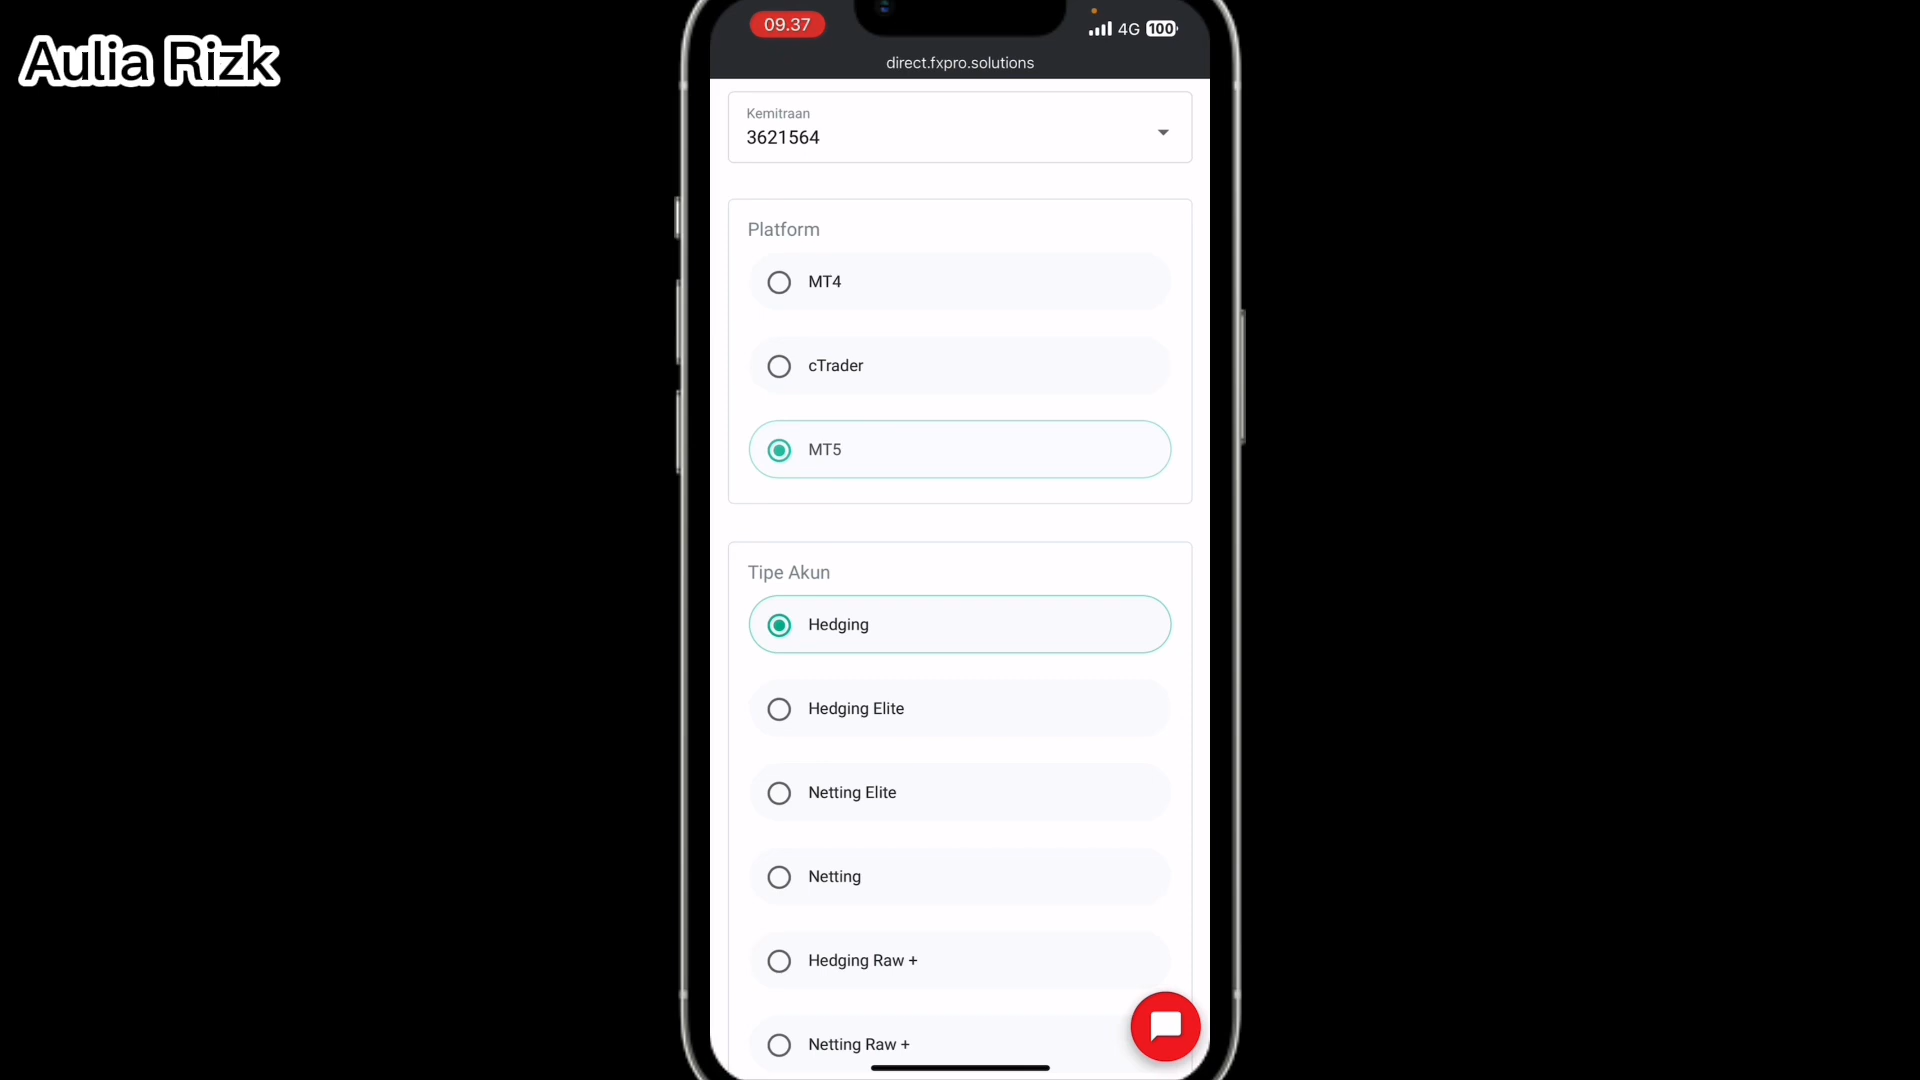 Aulia Rizk
09.37
4G 100
direct.fxpro.solutions
Kemitraan
3621564
Platform
MT4
cTrader
MT5
Tipe Akun
Hedging
Hedging Elite
Netting Elite
Netting
Hedging Raw +
Netting Raw +